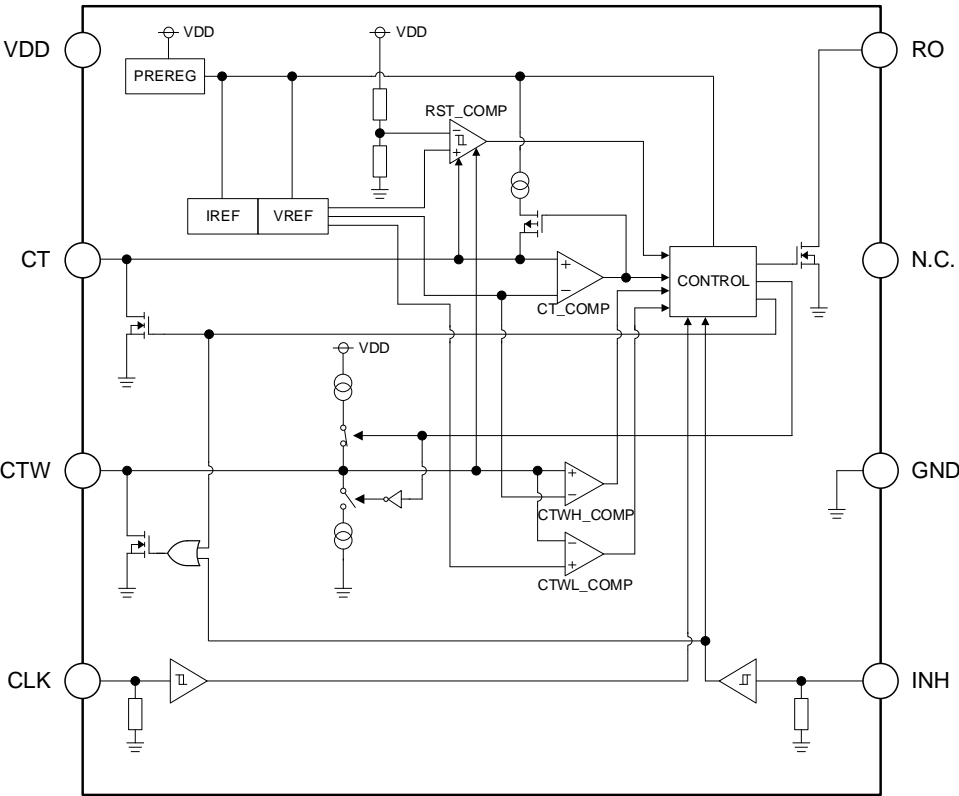 VDD
VDD
VDD
RO
PREREG
RST_COMP
−
+
IREF
VREF
CT
N.C.
+
−
CONTROL
CT_COMP
VDD
CTW
GND
+
−
CTWH_COMP
−
+
CTWL_COMP
CLK
INH